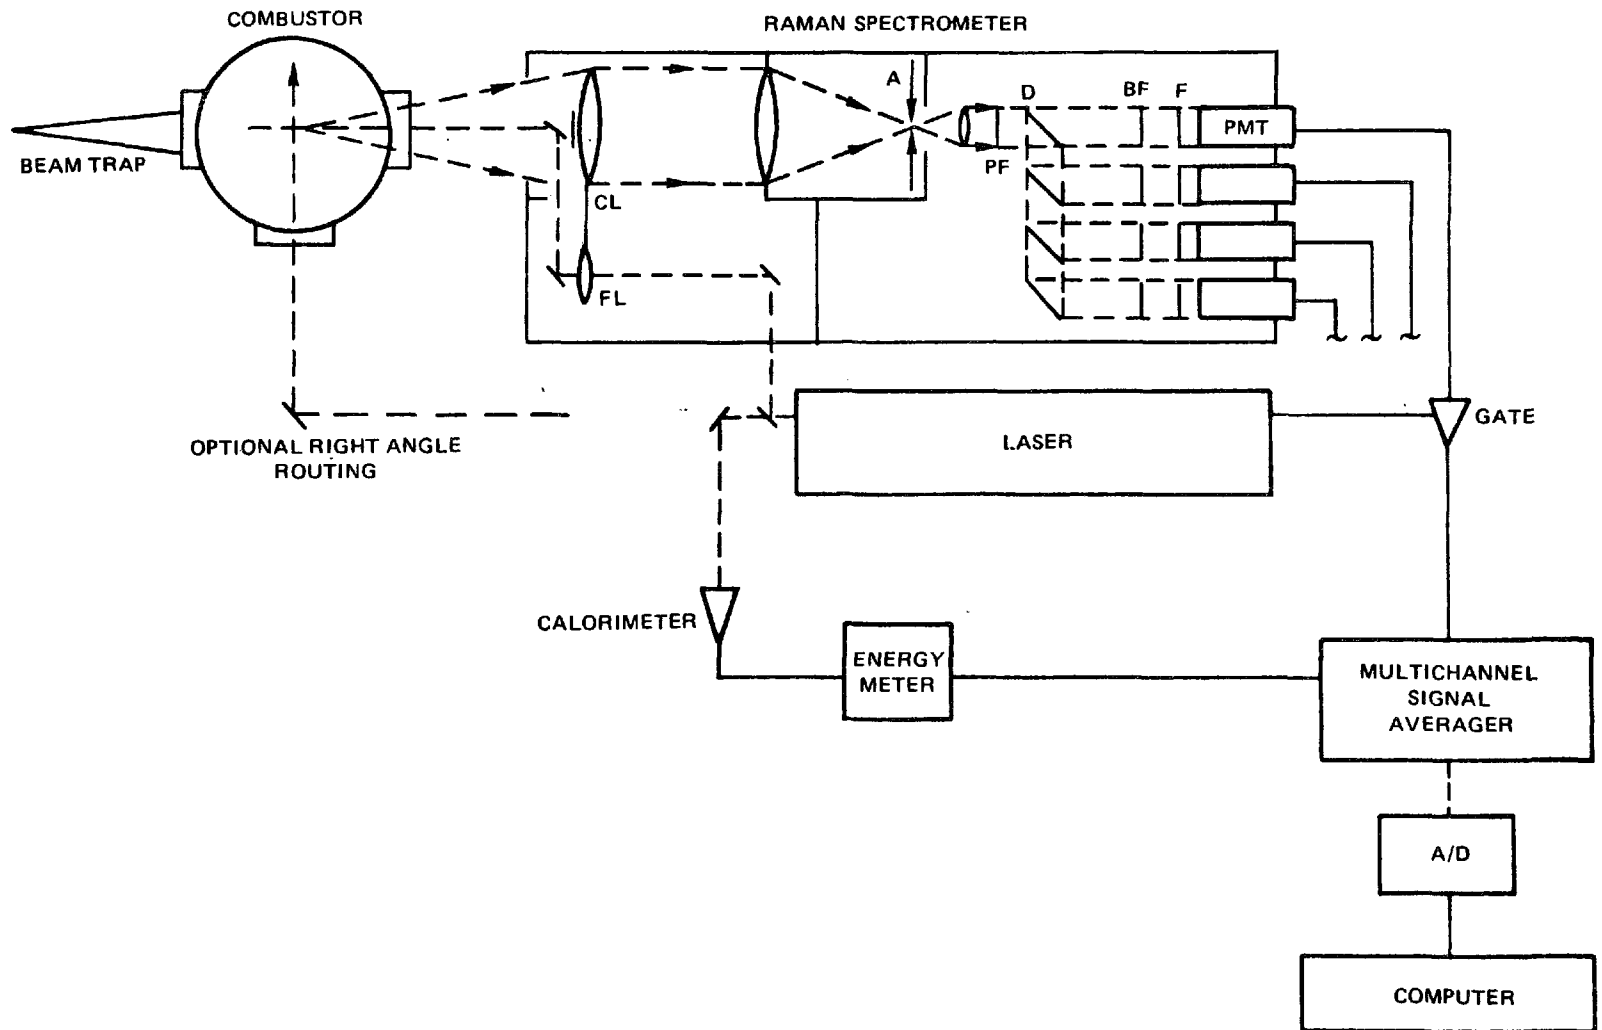 COMBUSTOR
RAMAN SPECTROMETER
A
D
BF
F
PMT
BEAM TRAP
PF
CL
FL
OPTIONAL RIGHT ANGLE
ROUTING
LASER
GATE
CALORIMETER
ENERGY
METER
MULTICHANNEL
SIGNAL
AVERAGER
A/D
COMPUTER